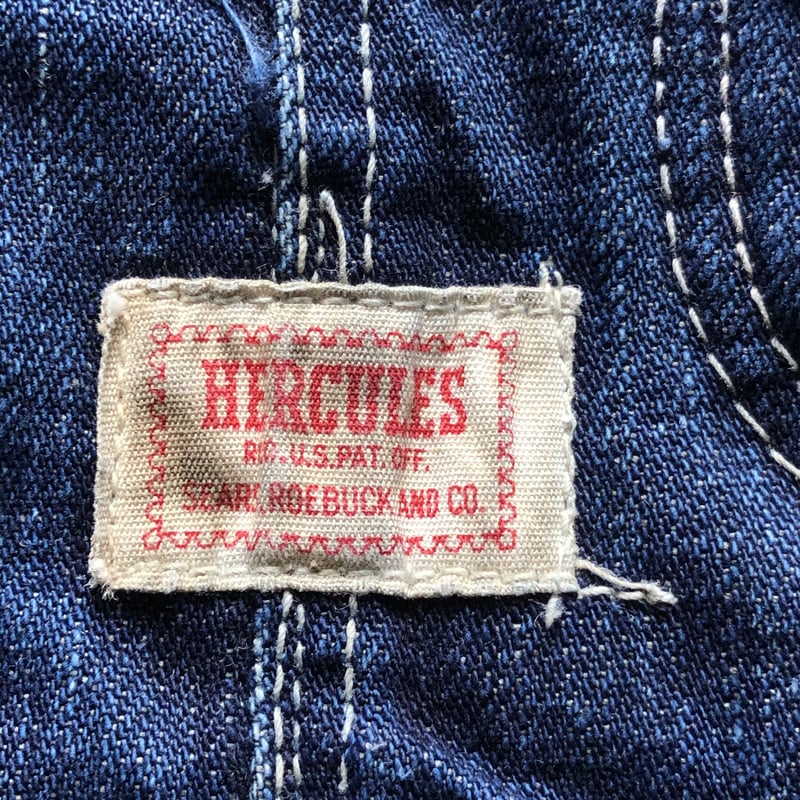 HERCULES
REG. U.S. PAT. OFF.
SEARS, ROEBUCK AND CO.